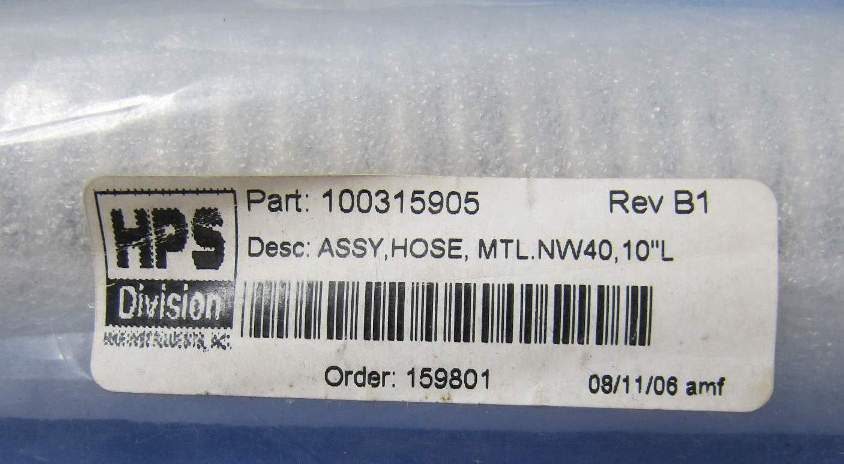 HPS
Division
Part: 100315905 Rev B1
Desc: ASSY,HOSE, MTL.NW40,10"L
Order: 159801 08/11/06 amf